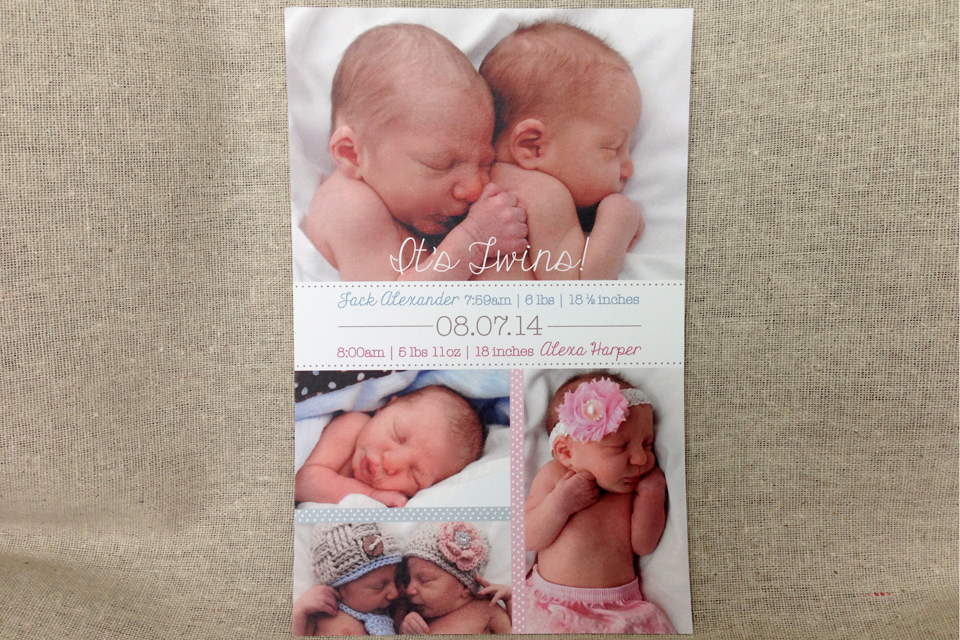 It's Twins!
Jack Alexander 7:59am | 6 lbs | 18 ½ inches
08.07.14
8:00am | 5 lbs 11oz | 18 inches Alexa Harper